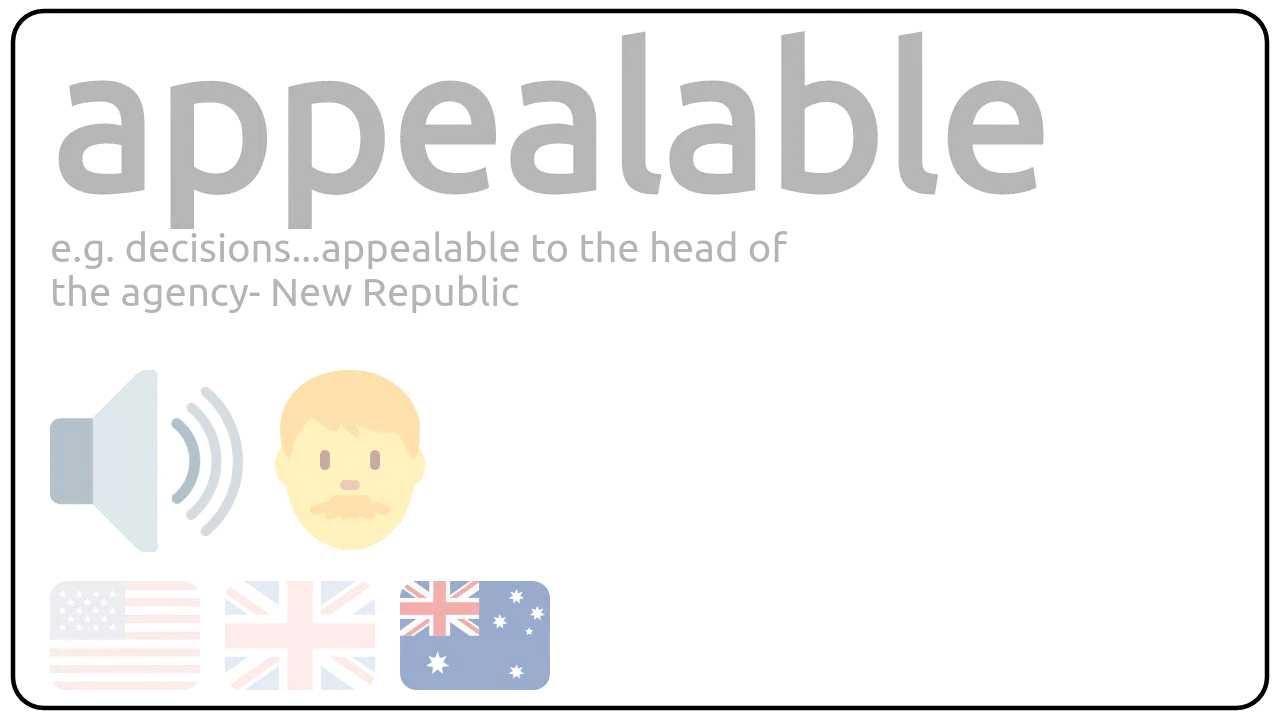 appealable
e.g. decisions...appealable to the head of
the agency- New Republic